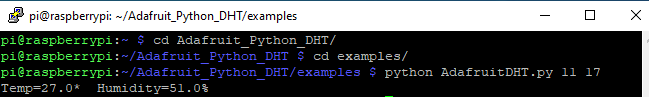 pi@raspberrypi: ~/Adafruit_Python_DHT/examples
pi@raspberrypi:~ $ cd Adafruit_Python_DHT/
pi@raspberrypi:~/Adafruit_Python_DHT $ cd examples/
pi@raspberrypi:~/Adafruit_Python_DHT/examples $ python AdafruitDHT.py 11 17
Temp=27.0*  Humidity=51.0%